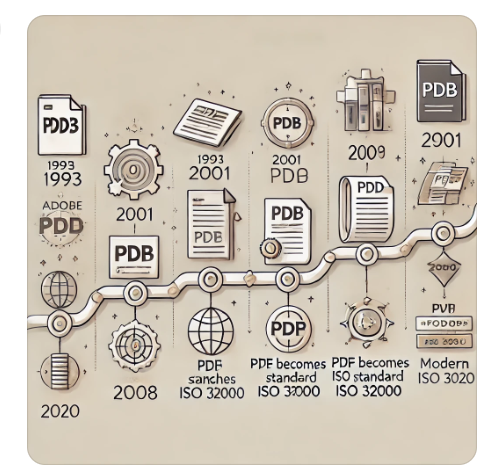 PDD3
1993
1993
ADOBE
PDD
2020
2001
PDB
2008
1993
2001
PDB
PDF
sanches
ISO 32000
PDB
2001
PDB
PDB
PDP
PDF becomes
standard
ISO 32000
2009
PDD
PDF becomes
ISO standard
ISO 32000
PDB
2901
2000
Modern
ISO 3020